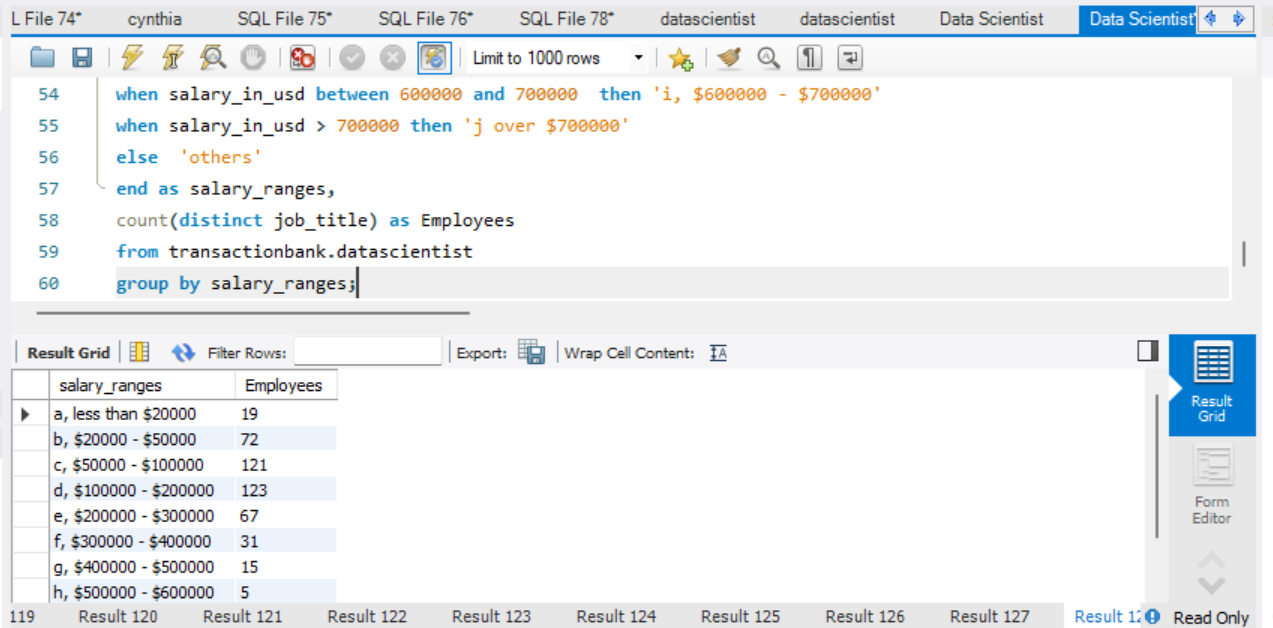 L File 74* cynthia SQL File 75* SQL File 76* SQL File 78* datascientist datascientist Data Scientist Data Scientist*
Limit to 1000 rows
54 when salary_in_usd between 600000 and 700000 then 'i, $600000 - $700000'
55 when salary_in_usd > 700000 then 'j over $700000'
56 else 'others'
57 end as salary_ranges,
58 count(distinct job_title) as Employees
59 from transactionbank.datascientist
60 group by salary_ranges;
Result Grid Filter Rows: Export: Wrap Cell Content: IA
salary_ranges Employees
a, less than $20000 19
b, $20000 - $50000 72
c, $50000 - $100000 121
d, $100000 - $200000 123
e, $200000 - $300000 67
f, $300000 - $400000 31
g, $400000 - $500000 15
h, $500000 - $600000 5
Result
Grid
Form
Editor
119 Result 120 Result 121 Result 122 Result 123 Result 124 Result 125 Result 126 Result 127 Result 12 Read Only